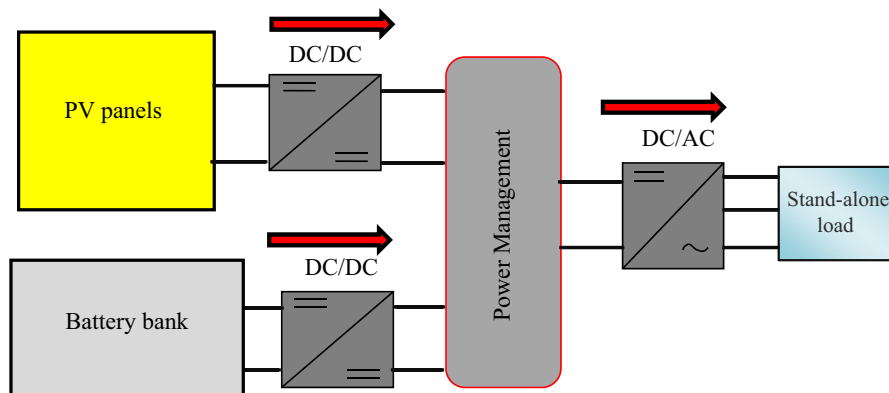 DC/DC
PV panels
DC/AC
Power Management
Stand-alone
load
DC/DC
Battery bank